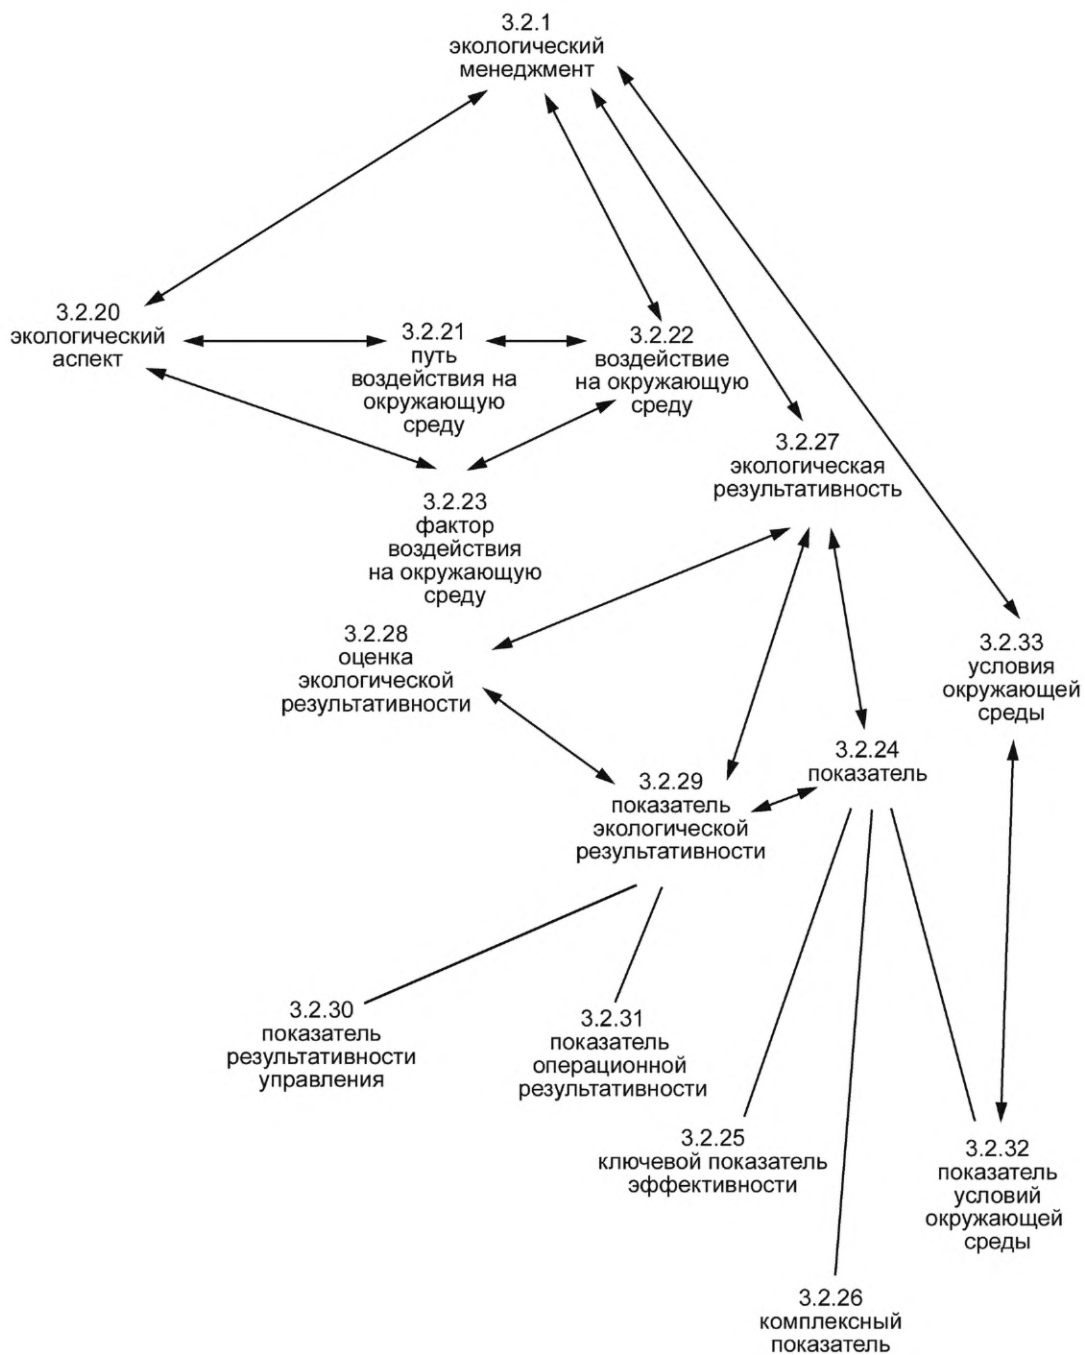 3.2.1
экологический
менеджмент
3.2.20
экологический
аспект
3.2.21
путь
воздействия на
окружающую
среду
3.2.22
воздействие
на окружающую
среду
3.2.27
экологическая
результативность
3.2.23
фактор
воздействия
на окружающую
среду
3.2.28
оценка
экологической
результативности
3.2.33
условия
окружающей
среды
3.2.24
показатель
3.2.29
показатель
экологической
результативности
3.2.30
показатель
результативности
управления
3.2.31
показатель
операционной
результативности
3.2.25
ключевой показатель
эффективности
3.2.32
показатель
условий
окружающей
среды
3.2.26
комплексный
показатель